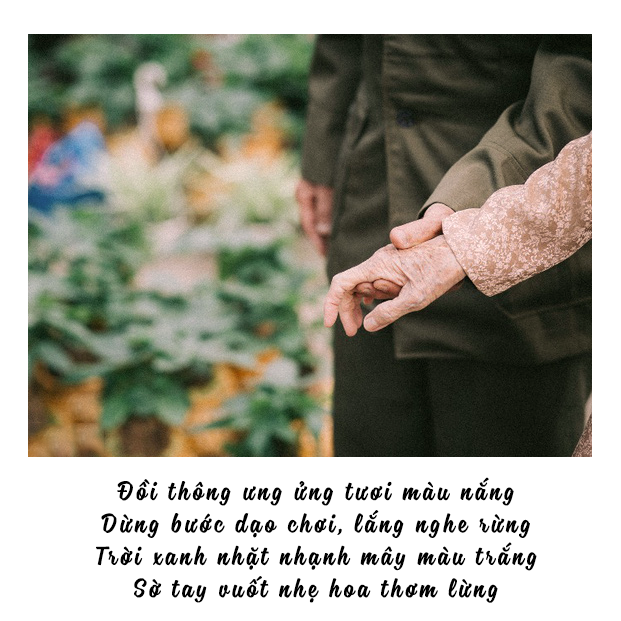 Đồi thông ưng ửng tươi màu nắng
Dừng bước dạo chơi, lắng nghe rừng
Trời xanh nhặt nhạnh mây màu trắng
Sờ tay vuốt nhẹ hoa thơm lừng